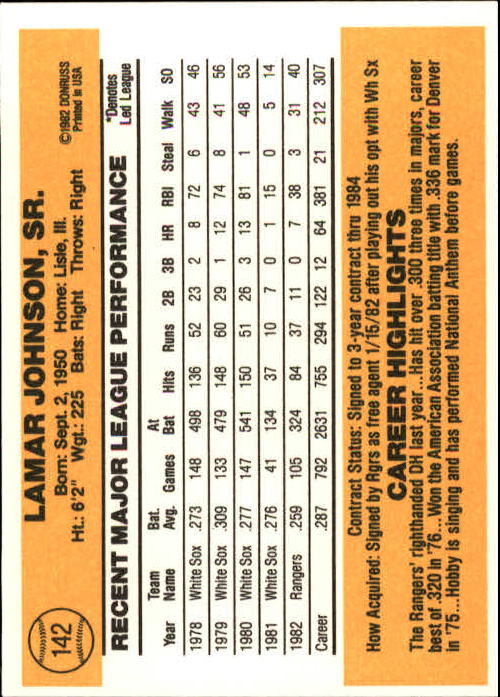 142
LAMAR JOHNSON, SR.
Born: Sept. 2, 1950 Home: Lisle, Ill.
Ht.: 6'2" Wgt.: 225 Bats: Right Throws: Right
©1982 DONRUSS
Printed in USA
RECENT MAJOR LEAGUE PERFORMANCE
*Denotes
Led League
Year Team Name Bat. Avg. Games At Bat Hits Runs 2B 3B HR RBI Steal Walk SO
1978 White Sox .273 148 498 136 52 23 2 8 72 6 43 46
1979 White Sox .309 133 479 148 60 29 1 12 74 8 41 56
1980 White Sox .277 147 541 150 51 26 3 13 81 1 48 53
1981 White Sox .276 41 134 37 10 7 0 1 15 0 5 14
1982 Rangers .259 105 324 84 37 11 0 7 38 3 31 40
Career .287 792 2631 755 294 122 12 64 381 21 212 307
Contract Status: Signed to 3-year contract thru 1984
How Acquired: Signed by Rgrs as free agent 1/15/82 after playing out his opt with Wh Sx
CAREER HIGHLIGHTS
The Rangers' righthanded DH last year...Has hit over .300 three times in majors, career
best of .320 in '76...Won the American Association batting title with .336 mark for Denver
in '75...Hobby is singing and has performed National Anthem before games.